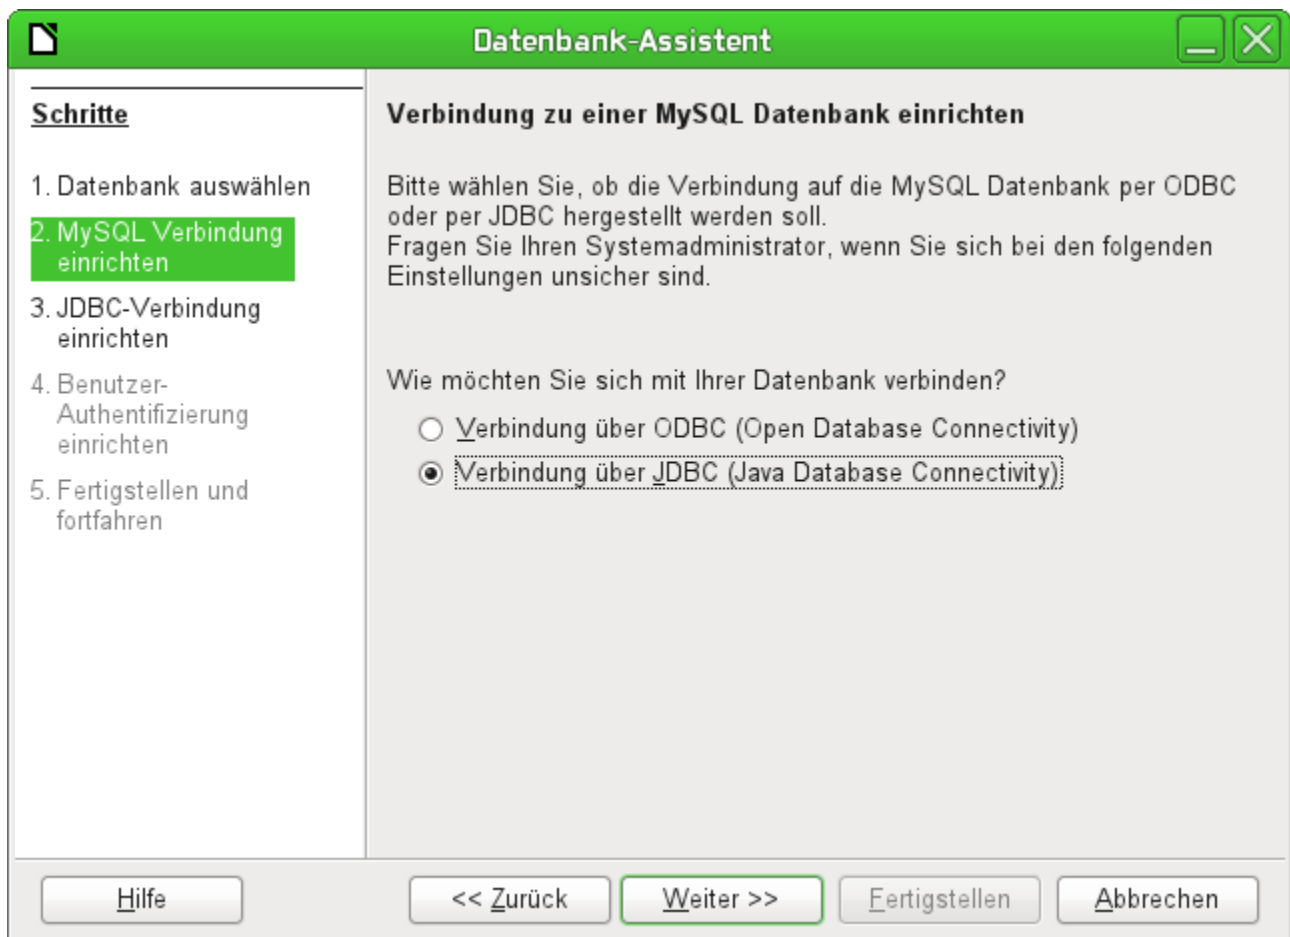 Datenbank-Assistent
Schritte
1. Datenbank auswählen
2. MySQL Verbindung
einrichten
3. JDBC-Verbindung
einrichten
4. Benutzer-
Authentifizierung
einrichten
5. Fertigstellen und
fortfahren
Verbindung zu einer MySQL Datenbank einrichten
Bitte wählen Sie, ob die Verbindung auf die MySQL Datenbank per ODBC
oder per JDBC hergestellt werden soll.
Fragen Sie Ihren Systemadministrator, wenn Sie sich bei den folgenden
Einstellungen unsicher sind.
Wie möchten Sie sich mit Ihrer Datenbank verbinden?
Verbindung über ODBC (Open Database Connectivity)
Verbindung über JDBC (Java Database Connectivity)
Hilfe
<< Zurück
Weiter >>
Fertigstellen
Abbrechen